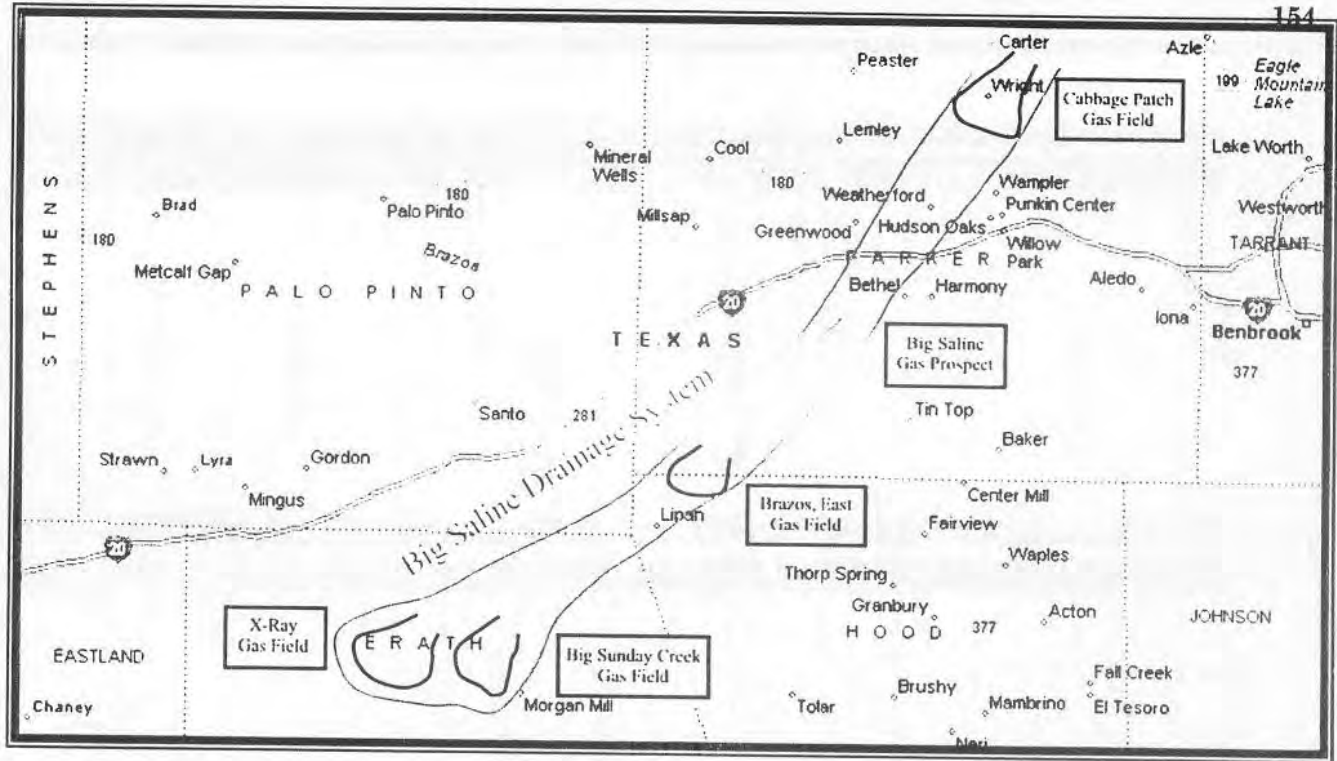 154
Carter
Azle
Peaster
199
Eagle
Mountain
Lake
Wright
Cabbage Patch
Gas Field
Lemley
Mineral
Wells
Cool
Lake Worth
180
STEPHENS
Brad
180
Palo Pinto
Weatherford
Wampler
Punkin Center
Westworth
Millsap
Greenwood
Hudson Oaks
180
Brazos
Willow
Park
TARRANT
PARKER
Metcalf Gap
PALO PINTO
Bethel
Harmony
Aledo
20
20
Iona
Benbrook
TEXAS
Big Saline
Gas Prospect
377
Santo
281
Tin Top
Big Saline Drainage System
Baker
Strawn
Lyra
Gordon
Mingus
Center Mill
Brazos, East
Gas Field
Lipan
Fairview
20
Waples
Thorp Spring
X-Ray
Gas Field
Granbury
Acton
JOHNSON
HOOD
377
ERATH
EASTLAND
Big Sunday Creek
Gas Field
Fall Creek
Chaney
Morgan Mill
Tolar
Brushy
Mambrino
El Tesoro
Neri